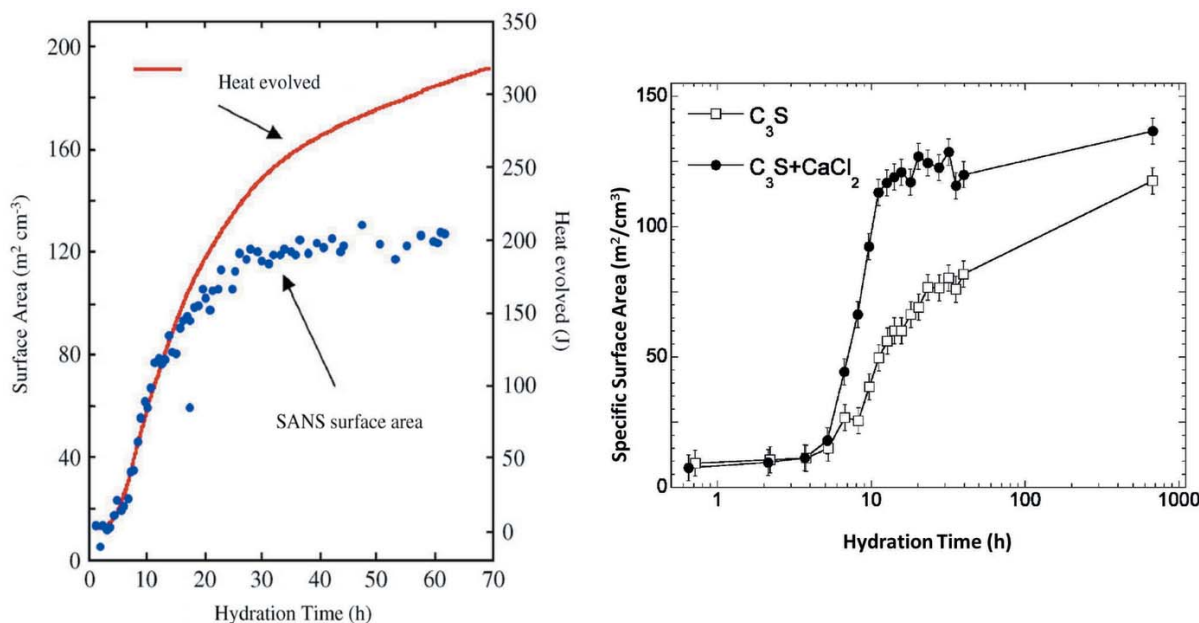 200
160
120
80
40
0
Surface Area (m² cm⁻³)
Heat evolved
SANS surface area
350
300
250
200
150
100
50
0
Heat evolved (J)
0 10 20 30 40 50 60 70
Hydration Time (h)
150
100
50
0
Specific Surface Area (m²/cm³)
C₃S
C₃S+CaCl₂
1 10 100 1000
Hydration Time (h)